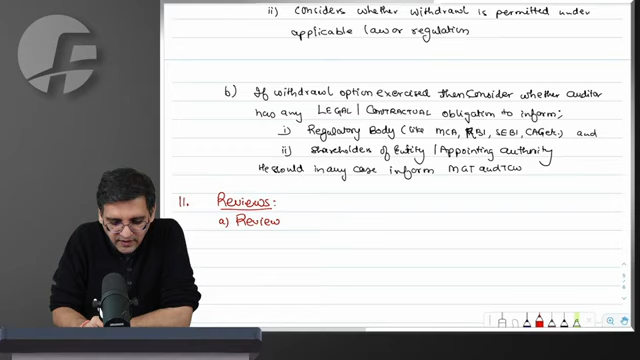 ii) Considers whether withdrawl is permitted under
applicable law or regulation
b) If withdrawl option exercised then consider whether auditor
has any LEGAL / CONTRACTUAL obligation to inform;
i) Regulatory Body (like MCA, RBI, SEBI, CAG etc.) and
ii) Shareholder of Entity / Appointing authority
He should in any case inform MGT and TCW
11. Reviews:
a) Review